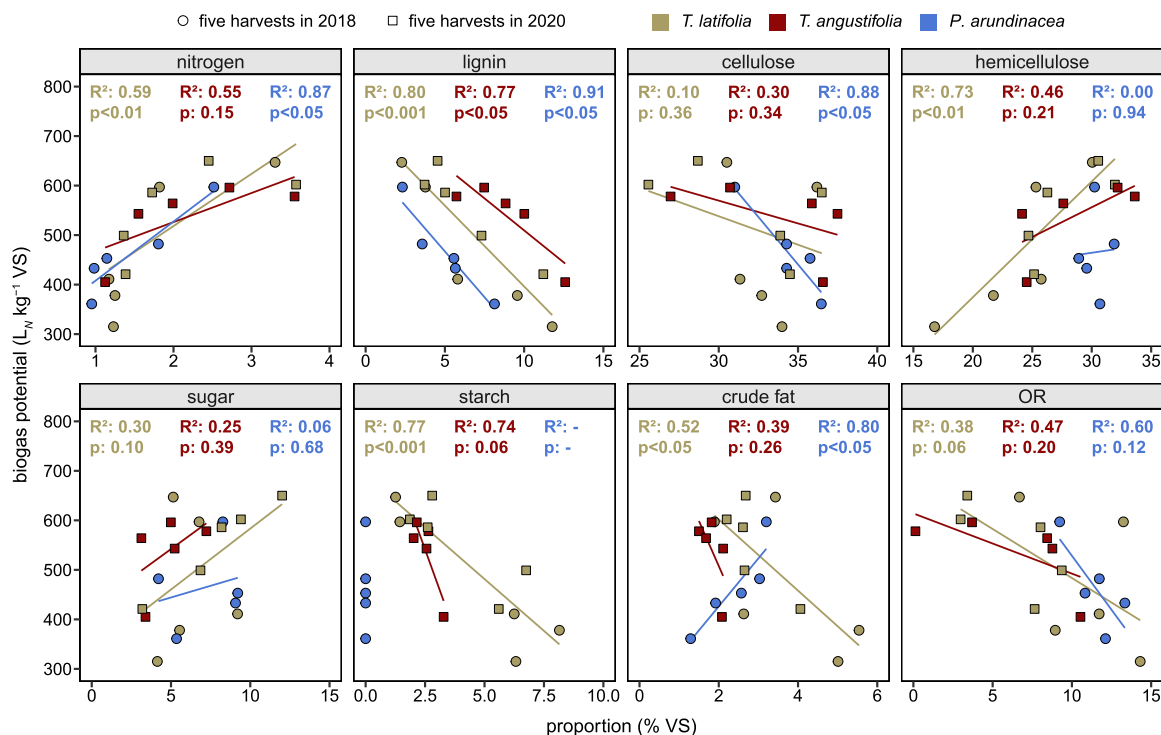 five harvests in 2018 five harvests in 2020 T. latifolia T. angustifolia P. arundinacea
nitrogen lignin cellulose hemicellulose
R²: 0.59 R²: 0.55 R²: 0.87 R²: 0.80 R²: 0.77 R²: 0.91 R²: 0.10 R²: 0.30 R²: 0.88 R²: 0.73 R²: 0.46 R²: 0.00
p<0.01 p: 0.15 p<0.05 p<0.001 p<0.05 p<0.05 p: 0.36 p: 0.34 p<0.05 p<0.01 p: 0.21 p: 0.94
800
700
600
500
400
300
1 2 3 4 0 5 10 15 25 30 35 40 15 20 25 30 35
sugar starch crude fat OR
R²: 0.30 R²: 0.25 R²: 0.06 R²: 0.77 R²: 0.74 R²: - R²: 0.52 R²: 0.39 R²: 0.80 R²: 0.38 R²: 0.47 R²: 0.60
p: 0.10 p: 0.39 p: 0.68 p<0.001 p: 0.06 p: - p<0.05 p: 0.26 p<0.05 p: 0.06 p: 0.20 p: 0.12
800
700
600
500
400
300
0 5 10 15 0.0 2.5 5.0 7.5 10.0 0 2 4 6 0 5 10 15
biogas potential (L_N kg⁻¹ VS)
proportion (% VS)